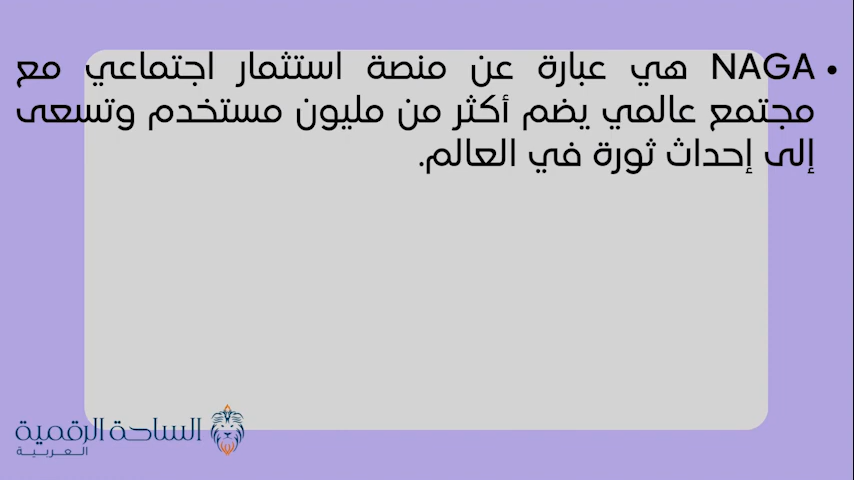 • NAGA هي عبارة عن منصة استثمار اجتماعي مع
مجتمع عالمي يضم أكثر من مليون مستخدم وتسعى
إلى إحداث ثورة في العالم.
الساحة الرقمية
العربية